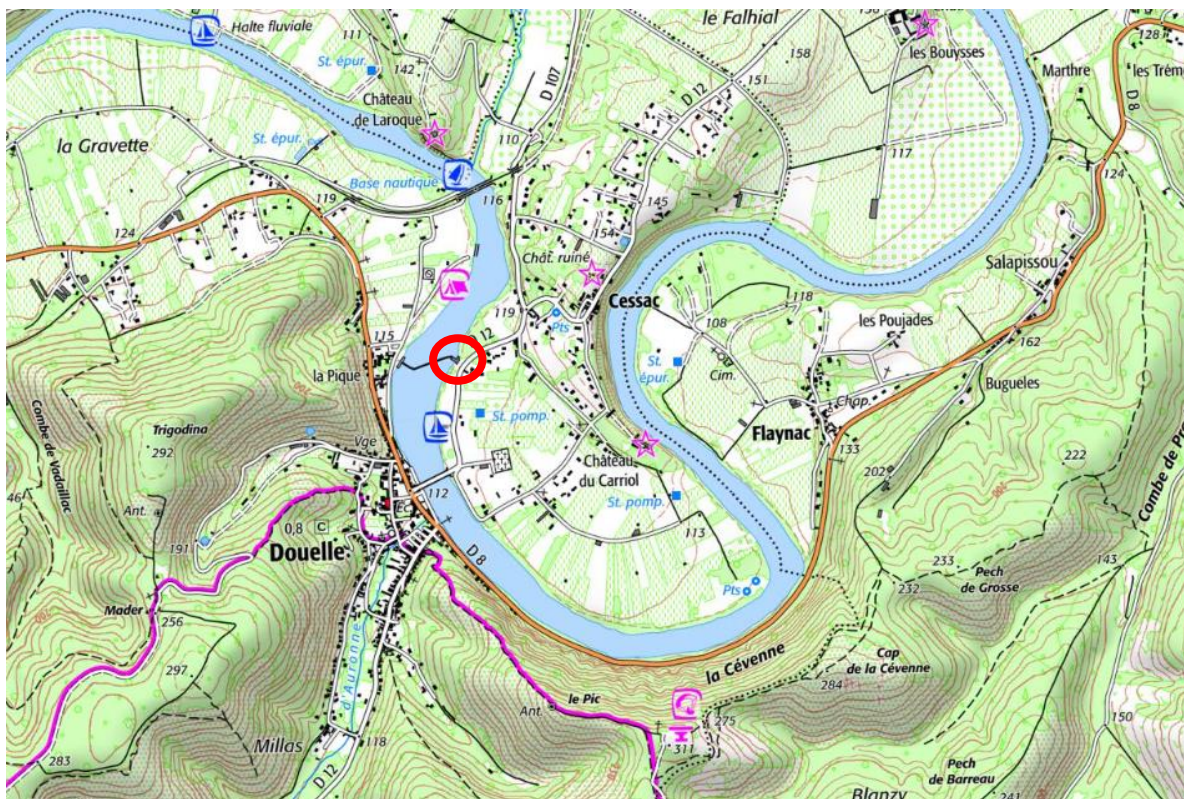 le Falhial
Halte fluviale
111
St. épur.
142
Château
de Laroque
D 107
D 12
158
151
les Bouysses
128
Marthre
les Trém
D 8
la Gravette
St. épur.
110
117
Base nautique
116
119
124
124
145
154
Chât. ruiné
Salapissou
Cessac
118
119
Pts
D 12
108
les Poujades
162
115
la Pique
St.
épur.
Cim.
Bugueles
Chap.
Combe de Vadaillac
Trigodina
292
Vge
St. pomp.
Flaynac
133
Château
du Carriol
202
222
46
Ant.
112
St. pomp.
191
0,8
C
Douelle
D 8
113
143
Pts
233
Pech
de Grosse
232
Mader
256
297
d'Auronne
la Cévenne
Cap
de la Cévenne
284
le Pic
Ant.
275
311
150
283
Millas
118
D 12
Pech
de Barreau
Blanzy
241